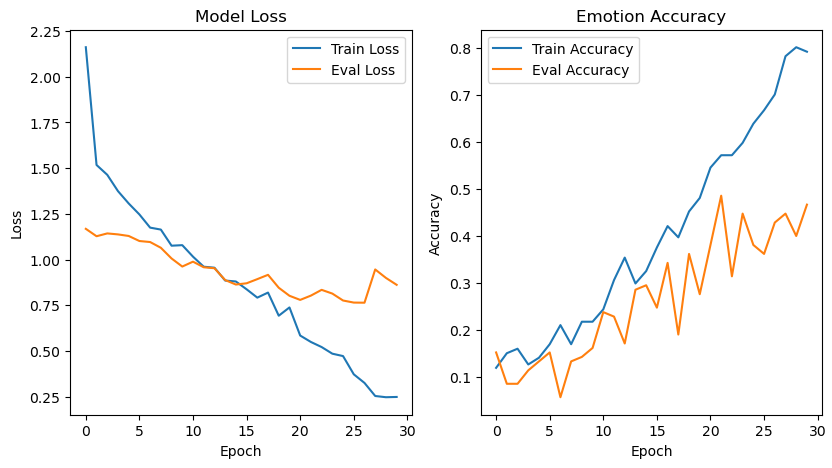 Model Loss
Train Loss
Eval Loss
2.25
2.00
1.75
1.50
1.25
1.00
0.75
0.50
0.25
Loss
0 5 10 15 20 25 30
Epoch
Emotion Accuracy
Train Accuracy
Eval Accuracy
0.8
0.7
0.6
0.5
0.4
0.3
0.2
0.1
Accuracy
0 5 10 15 20 25 30
Epoch